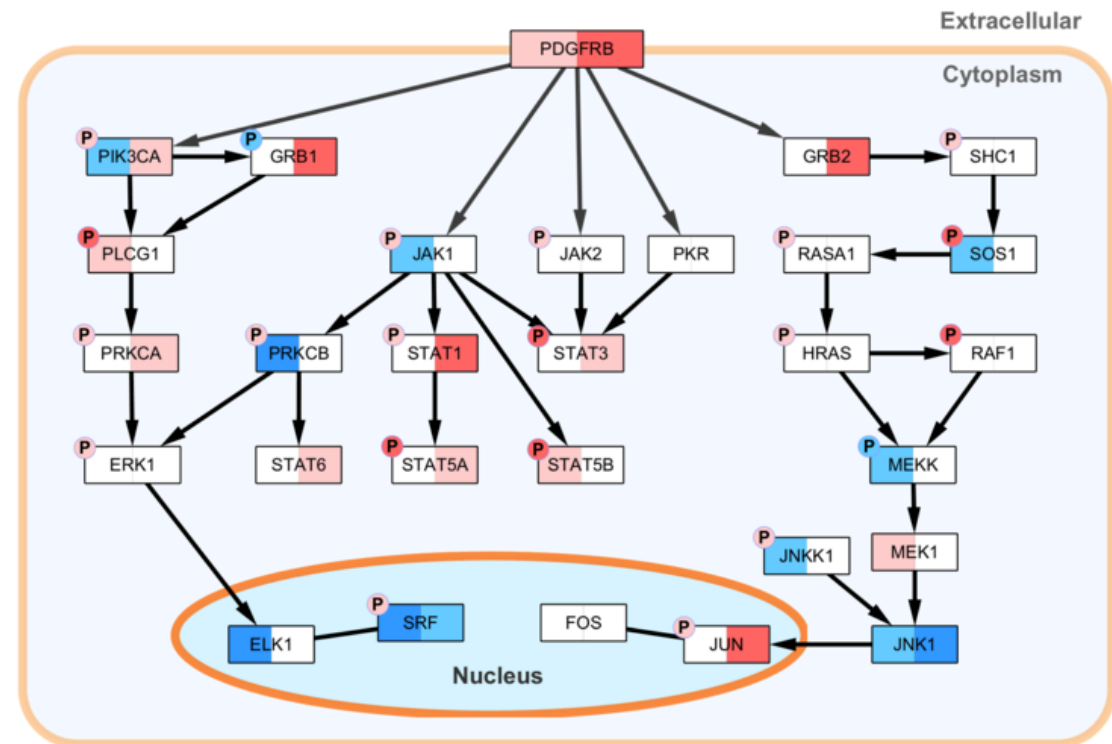 Extracellular
PDGFRB
Cytoplasm
P P P
PIK3CA GRB1 GRB2 SHC1
P P P P P
PLCG1 JAK1 JAK2 PKR RASA1 SOS1
P P P P P P
PRKCA PRKCB STAT1 STAT3 HRAS RAF1
P P P P
ERK1 STAT6 STAT5A STAT5B MEKK
P
JNKK1 MEK1
P
SRF FOS
P
ELK1 JUN JNK1
Nucleus